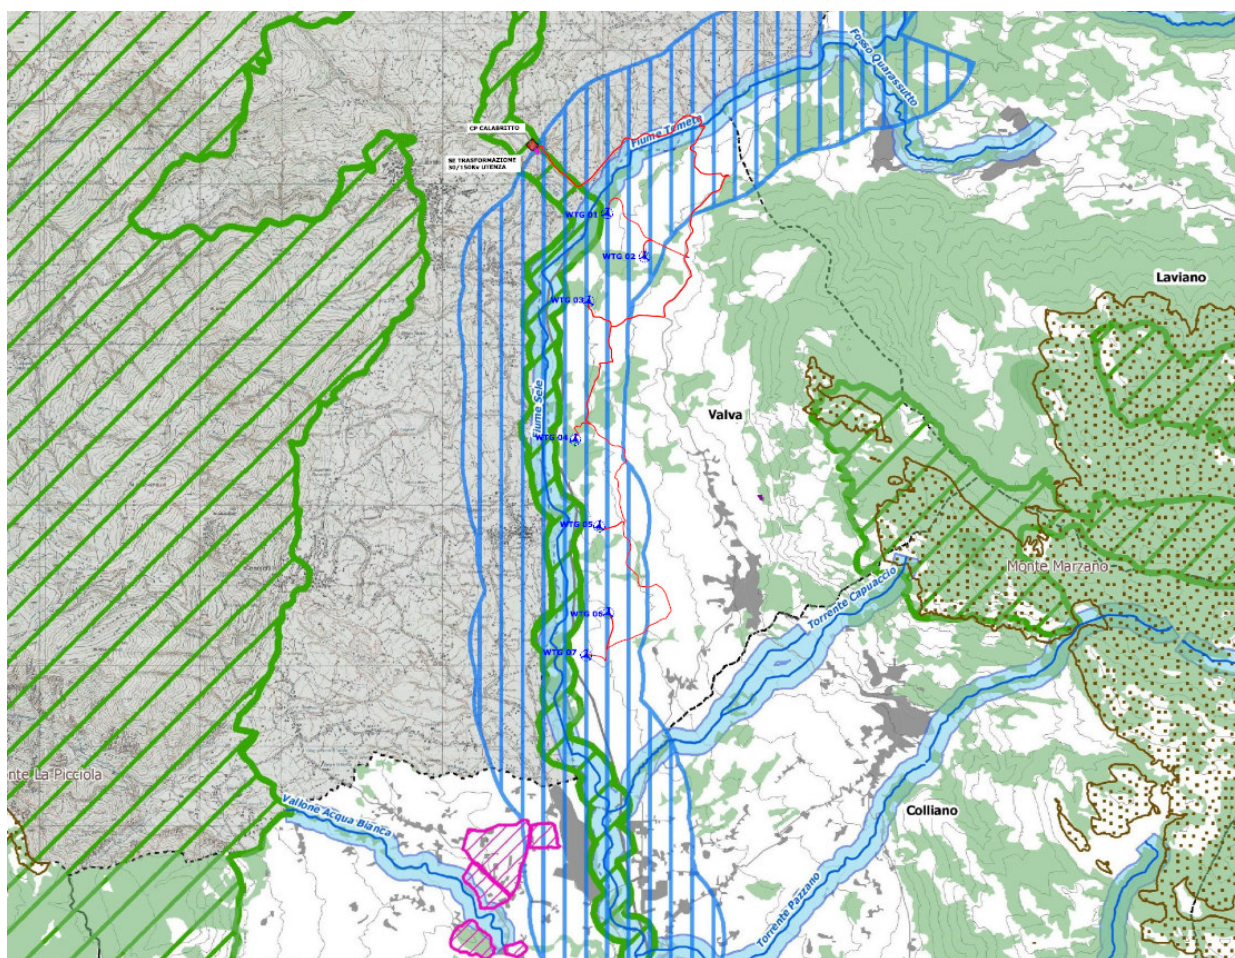 Fosso Quarassutto
CP CALABRITTO
Fiume Temete
SE TRASFORMAZIONE
30/150Kv UTENZA
WTG 01
WTG 02
Laviano
WTG 03
Fiume Sele
Valva
WTG 04
WTG 05
Monte Marzano
Torrente Capuaccio
WTG 06
WTG 07
nte La Picciola
Vallone Acqua Bianca
Colliano
Torrente Pazzano